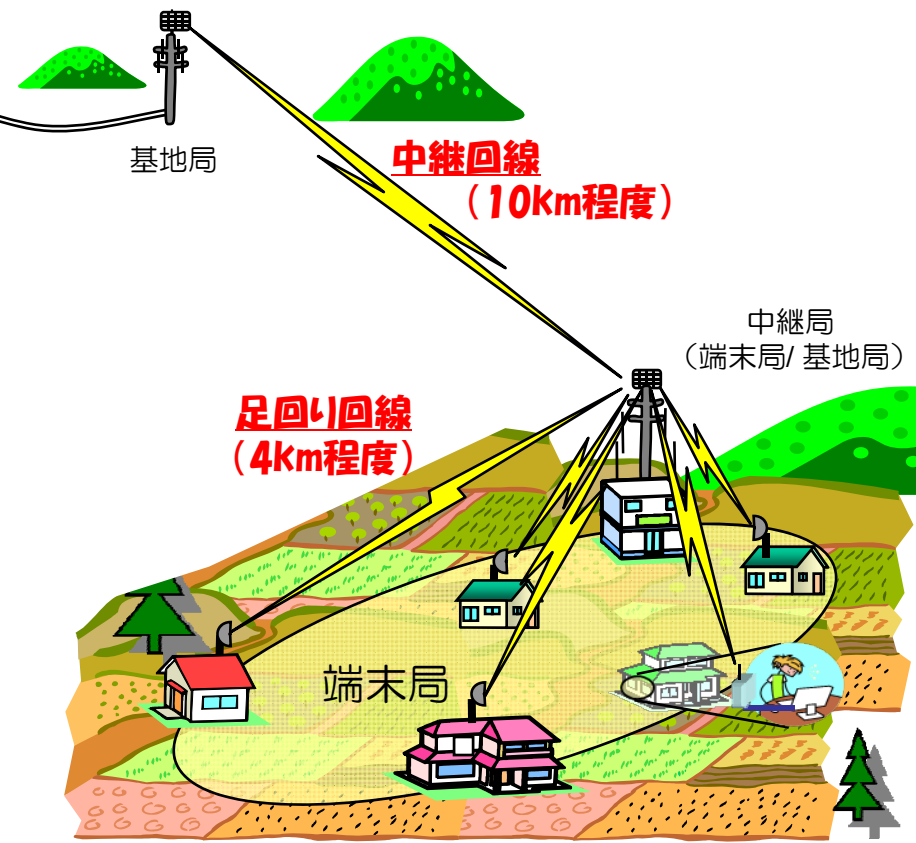 基地局
中継回線
（10km程度）
中継局
（端末局/ 基地局）
足回り回線
（4km程度）
端末局